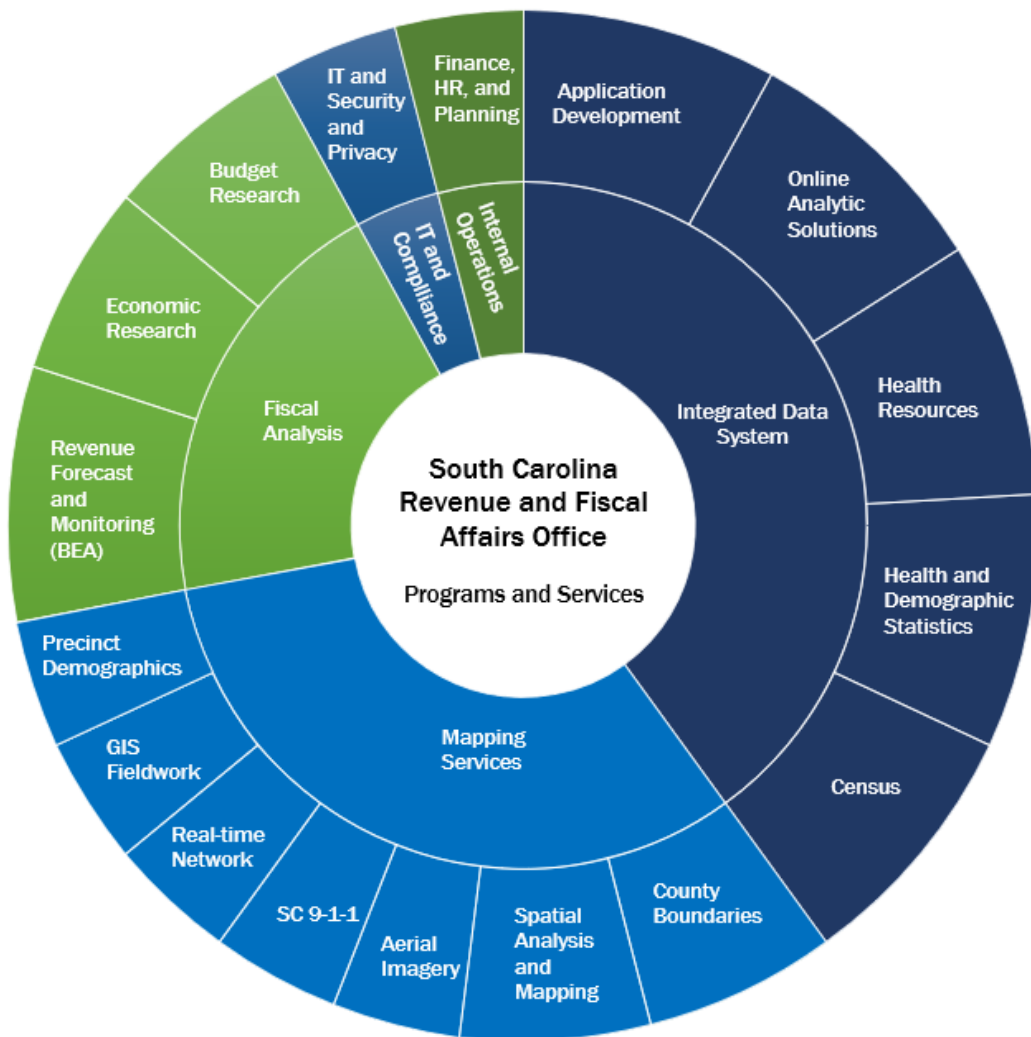 South Carolina
Revenue and Fiscal
Affairs Office
Programs and Services
Integrated Data
System
Application
Development
Online
Analytic
Solutions
Health
Resources
Health and
Demographic
Statistics
Census
Mapping
Services
County
Boundaries
Spatial
Analysis
and
Mapping
Aerial
Imagery
SC 9-1-1
Real-time
Network
GIS
Fieldwork
Precinct
Demographics
Fiscal
Analysis
Revenue
Forecast
and
Monitoring
(BEA)
Economic
Research
Budget
Research
IT and
Complliance
IT and
Security
and
Privacy
Internal
Operations
Finance,
HR, and
Planning